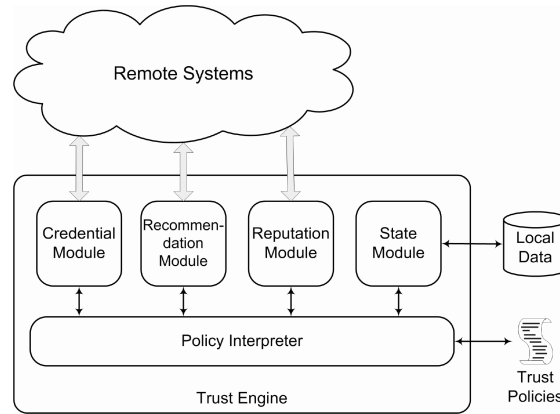 Remote Systems
Credential
Module
Recommen-
dation
Module
Reputation
Module
State
Module
Local
Data
Policy Interpreter
Trust
Policies
Trust Engine